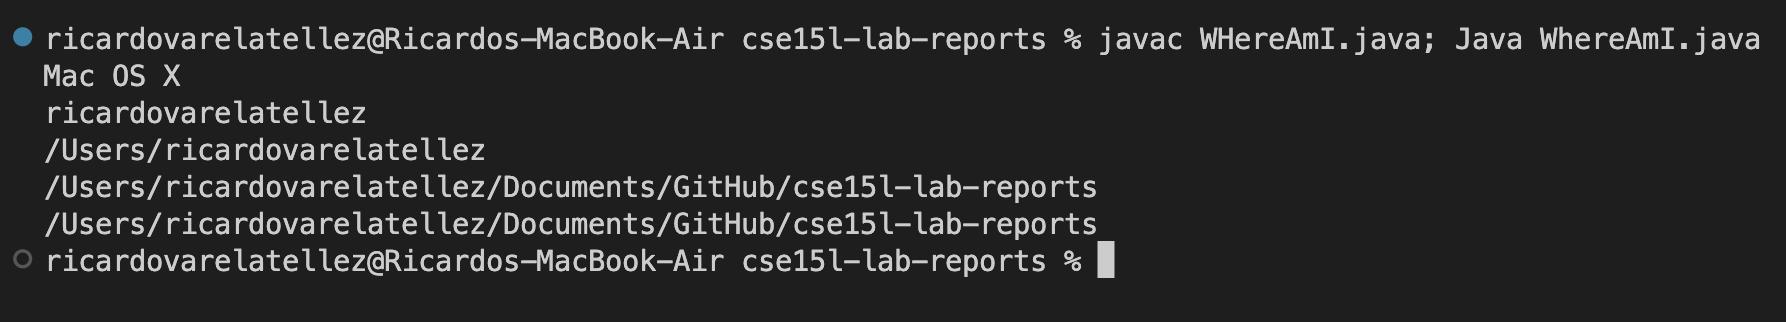 ricardovarelatellez@Ricardos-MacBook-Air cse15l-lab-reports % javac WHereAmI.java; Java WhereAmI.java
Mac OS X
ricardovarelatellez
/Users/ricardovarelatellez
/Users/ricardovarelatellez/Documents/GitHub/cse15l-lab-reports
/Users/ricardovarelatellez/Documents/GitHub/cse15l-lab-reports
ricardovarelatellez@Ricardos-MacBook-Air cse15l-lab-reports %